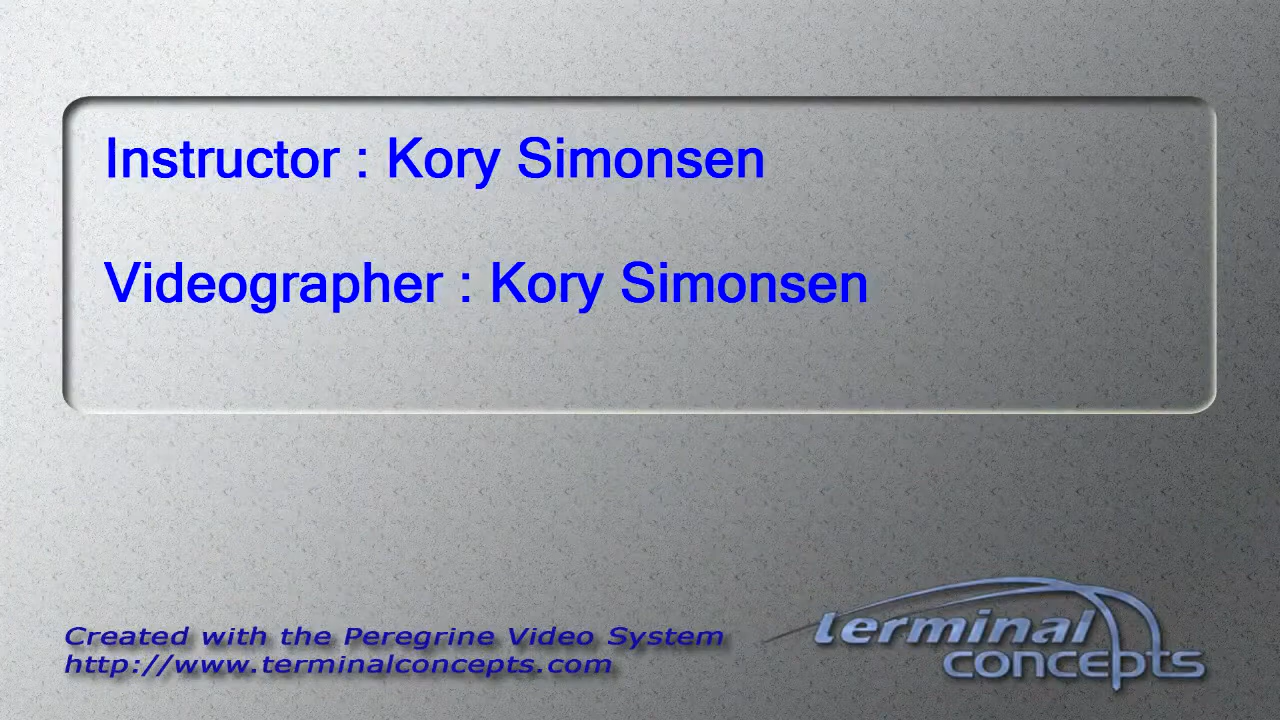 Instructor : Kory Simonsen
Videographer : Kory Simonsen
Created with the Peregrine Video System
http://www.terminalconcepts.com
terminal
concepts